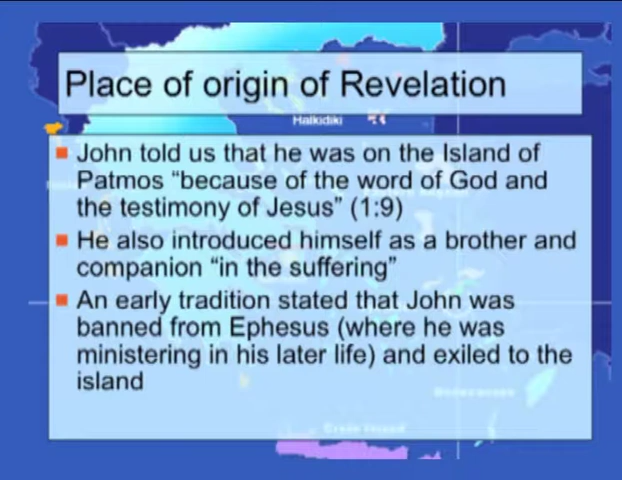 Place of origin of Revelation
Halkidiki
John told us that he was on the Island of
Patmos “because of the word of God and
the testimony of Jesus” (1:9)
He also introduced himself as a brother and
companion “in the suffering”
An early tradition stated that John was
banned from Ephesus (where he was
ministering in his later life) and exiled to the
island